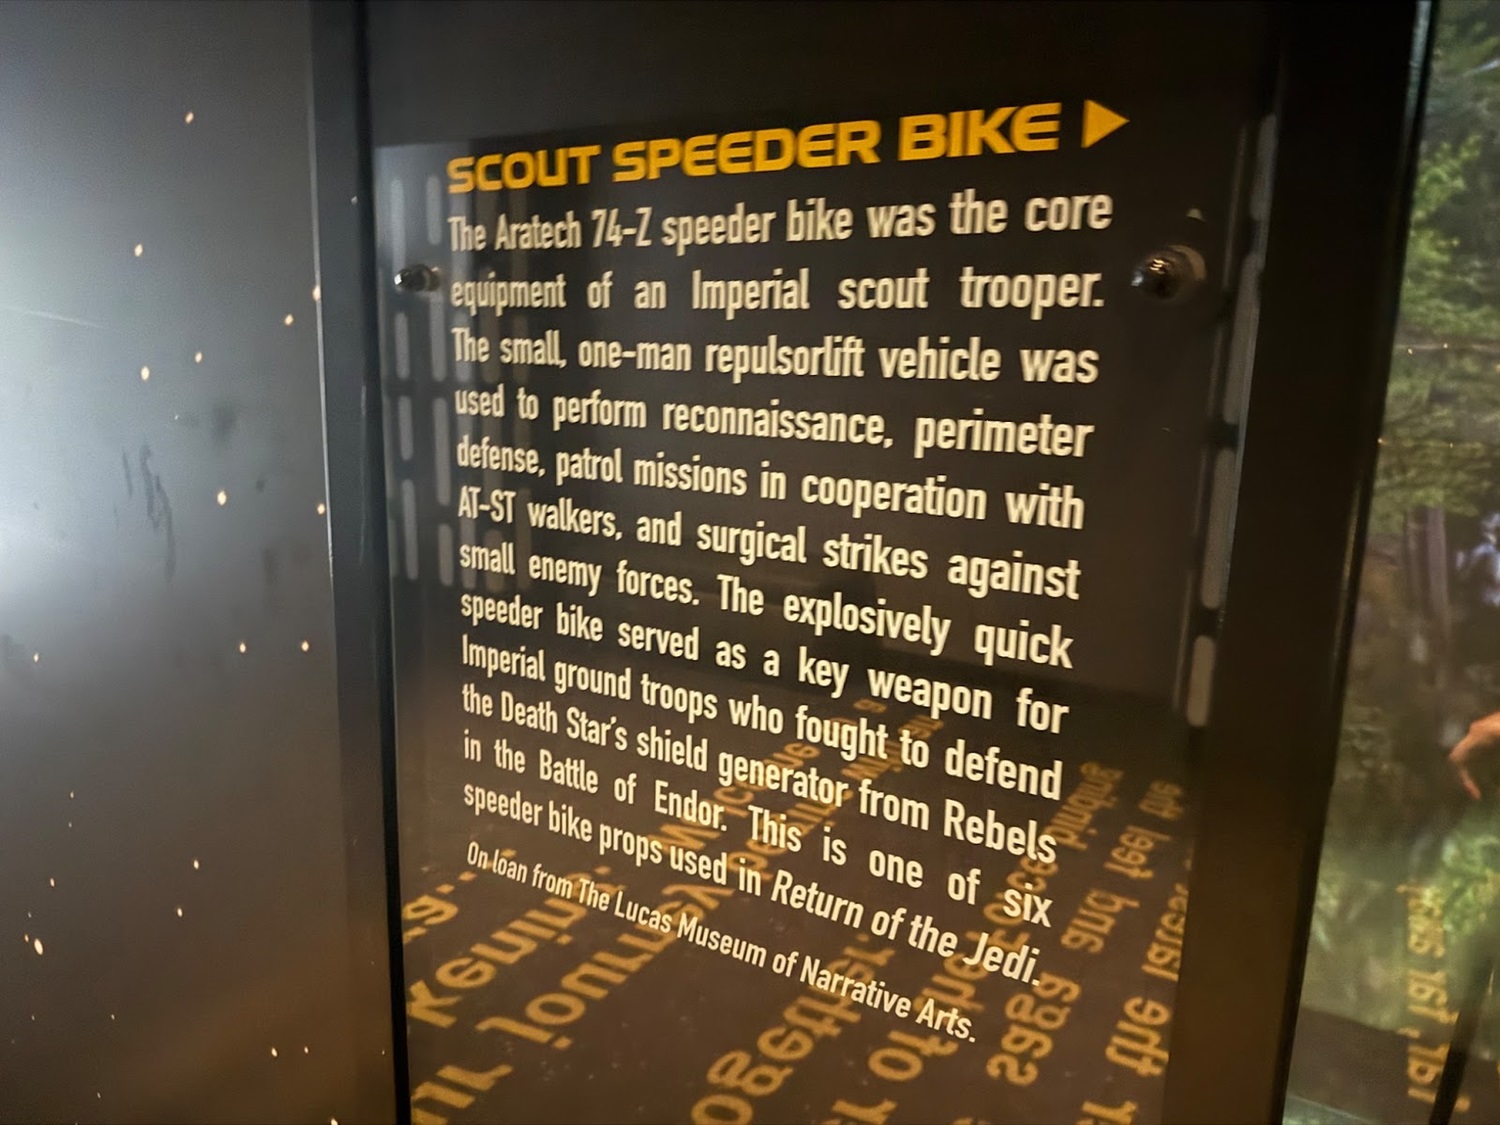 SCOUT SPEEDER BIKE ▶
The Aratech 74-Z speeder bike was the core
equipment of an Imperial scout trooper.
The small, one-man repulsorlift vehicle was
used to perform reconnaissance, perimeter
defense, patrol missions in cooperation with
AT-ST walkers, and surgical strikes against
small enemy forces. The explosively quick
speeder bike served as a key weapon for
Imperial ground troops who fought to defend
the Death Star's shield generator from Rebels
in the Battle of Endor. This is one of six
speeder bike props used in Return of the Jedi.
On loan from The Lucas Museum of Narrative Arts.